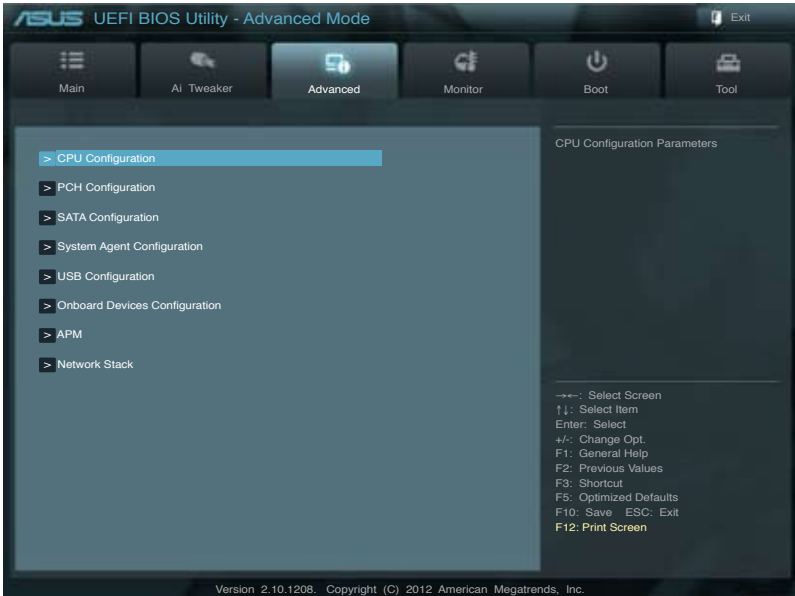 ASUS UEFI BIOS Utility - Advanced Mode
Exit
Main
Ai Tweaker
Advanced
Monitor
Boot
Tool
> CPU Configuration
> PCH Configuration
> SATA Configuration
> System Agent Configuration
> USB Configuration
> Onboard Devices Configuration
> APM
> Network Stack
CPU Configuration Parameters
→←: Select Screen
↑↓: Select Item
Enter: Select
+/-: Change Opt.
F1: General Help
F2: Previous Values
F3: Shortcut
F5: Optimized Defaults
F10: Save ESC: Exit
F12: Print Screen
Version 2.10.1208. Copyright (C) 2012 American Megatrends, Inc.